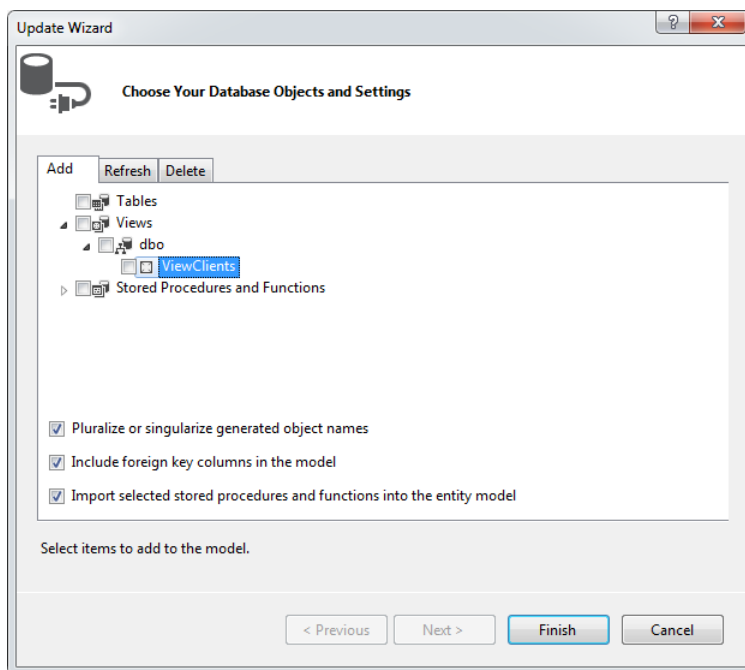 Update Wizard
?
Choose Your Database Objects and Settings
Add
Refresh
Delete
Tables
Views
dbo
ViewClients
Stored Procedures and Functions
Pluralize or singularize generated object names
Include foreign key columns in the model
Import selected stored procedures and functions into the entity model
Select items to add to the model.
< Previous
Next >
Finish
Cancel